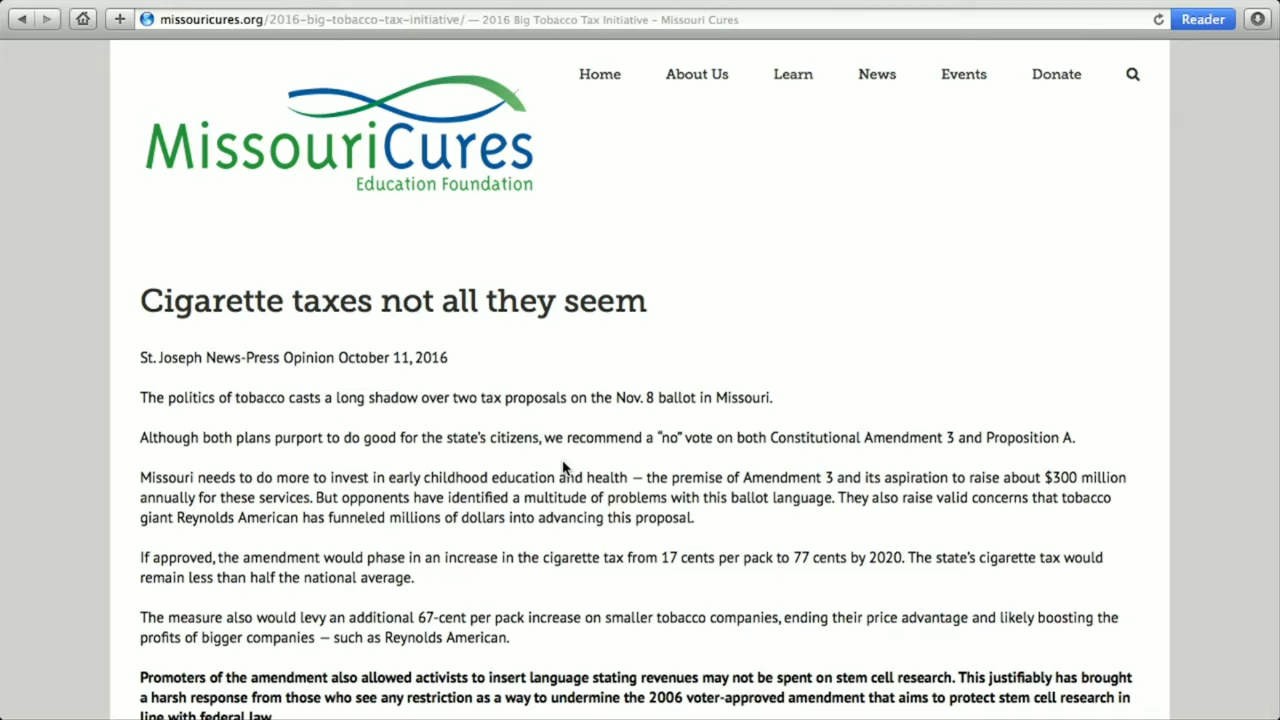 missouricures.org/2016-big-tobacco-tax-initiative/ — 2016 Big Tobacco Tax Initiative – Missouri Cures
Reader
Home About Us Learn News Events Donate
MissouriCures
Education Foundation
Cigarette taxes not all they seem
St. Joseph News-Press Opinion October 11, 2016
The politics of tobacco casts a long shadow over two tax proposals on the Nov. 8 ballot in Missouri.
Although both plans purport to do good for the state's citizens, we recommend a “no” vote on both Constitutional Amendment 3 and Proposition A.
Missouri needs to do more to invest in early childhood education and health — the premise of Amendment 3 and its aspiration to raise about $300 million
annually for these services. But opponents have identified a multitude of problems with this ballot language. They also raise valid concerns that tobacco
giant Reynolds American has funneled millions of dollars into advancing this proposal.
If approved, the amendment would phase in an increase in the cigarette tax from 17 cents per pack to 77 cents by 2020. The state's cigarette tax would
remain less than half the national average.
The measure also would levy an additional 67-cent per pack increase on smaller tobacco companies, ending their price advantage and likely boosting the
profits of bigger companies — such as Reynolds American.
Promoters of the amendment also allowed activists to insert language stating revenues may not be spent on stem cell research. This justifiably has brought
a harsh response from those who see any restriction as a way to undermine the 2006 voter-approved amendment that aims to protect stem cell research in
line with federal law.